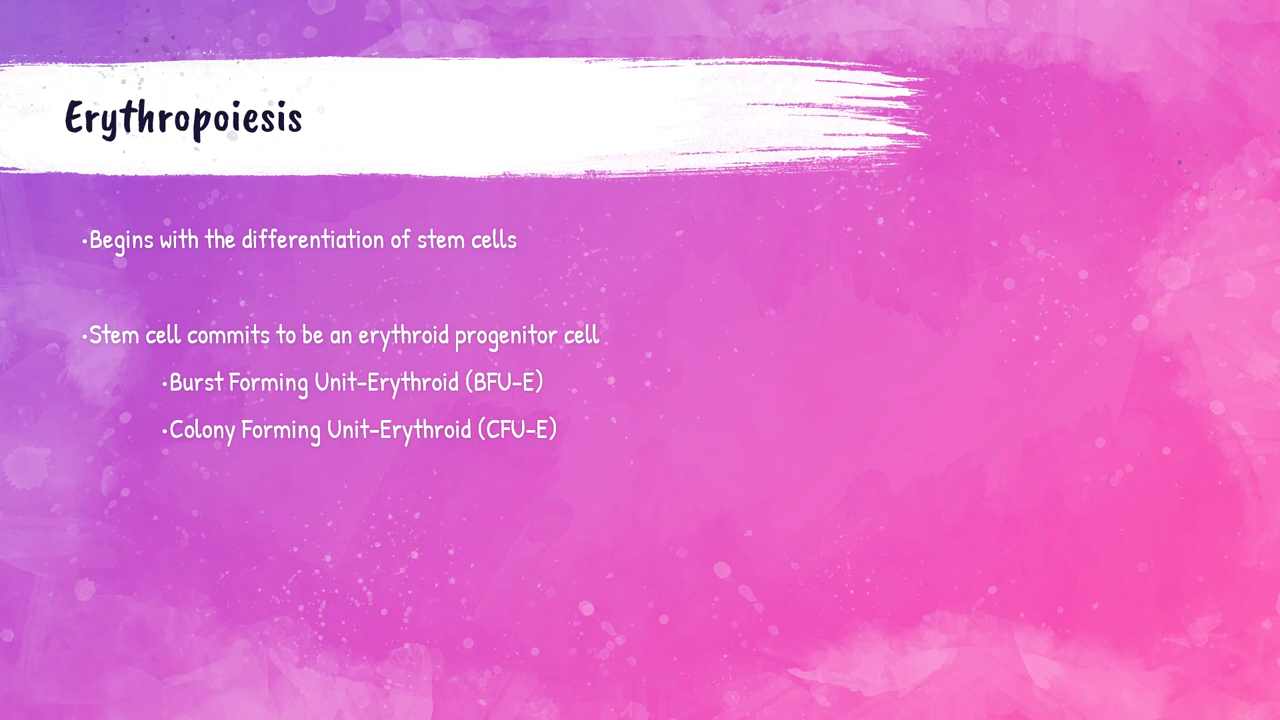 Erythropoiesis
•Begins with the differentiation of stem cells
•Stem cell commits to be an erythroid progenitor cell
•Burst Forming Unit-Erythroid (BFU-E)
•Colony Forming Unit-Erythroid (CFU-E)